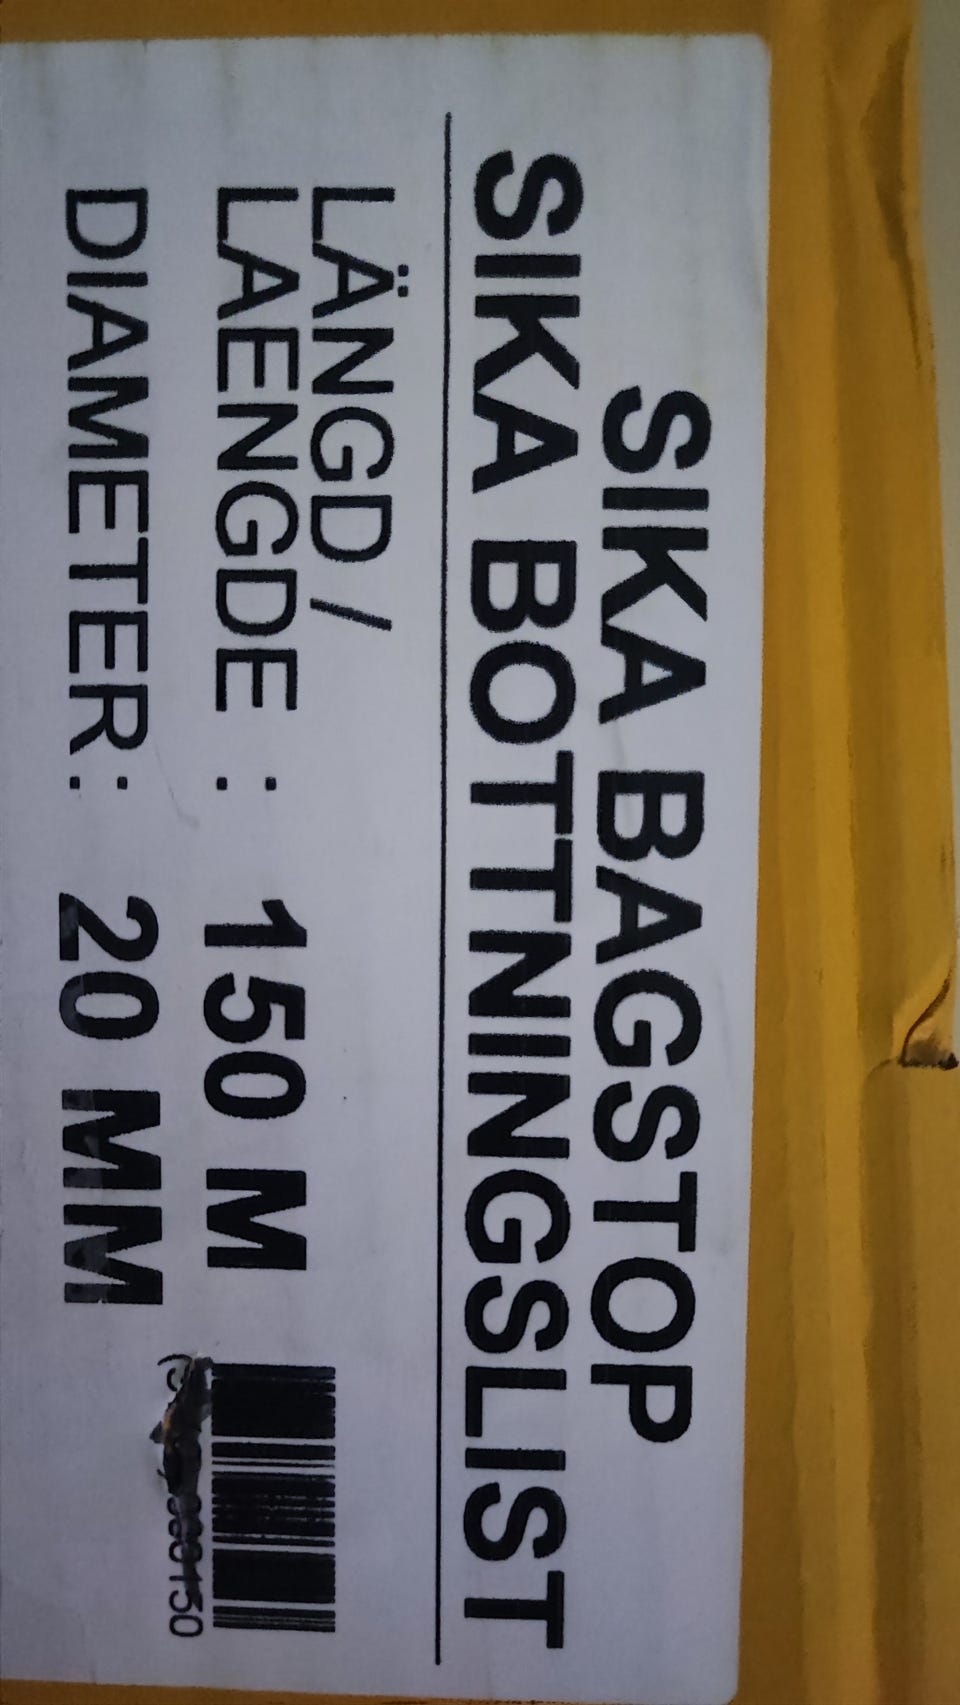 SIKA BAGSTOP
SIKA BOTTNINGSLIST
LÄNGD /
LAENGDE : 150 M
DIAMETER: 20 MM